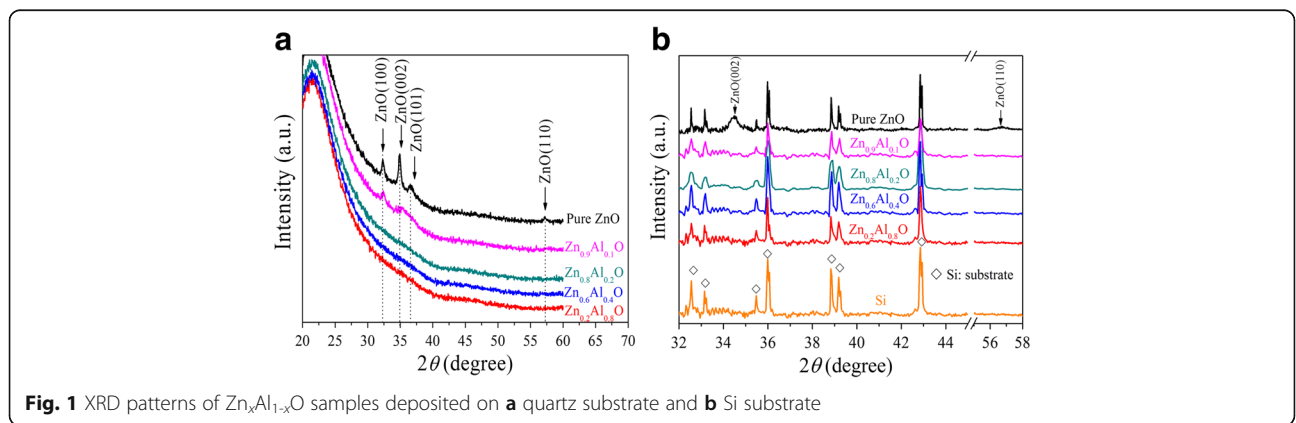 a
ZnO(100)
ZnO(002)
ZnO(101)
ZnO(110)
Pure ZnO
Zn0.9Al0.1O
Zn0.8Al0.2O
Zn0.6Al0.4O
Zn0.2Al0.8O
Intensity (a.u.)
20 25 30 35 40 45 50 55 60 65 70
2θ (degree)
b
ZnO(002)
ZnO(110)
Pure ZnO
Zn0.9Al0.1O
Zn0.8Al0.2O
Zn0.6Al0.4O
Zn0.2Al0.8O
Si: substrate
Si
Intensity (a.u.)
32 34 36 38 40 42 44 56 58
2θ (degree)
Fig. 1 XRD patterns of ZnxAl1-xO samples deposited on a quartz substrate and b Si substrate